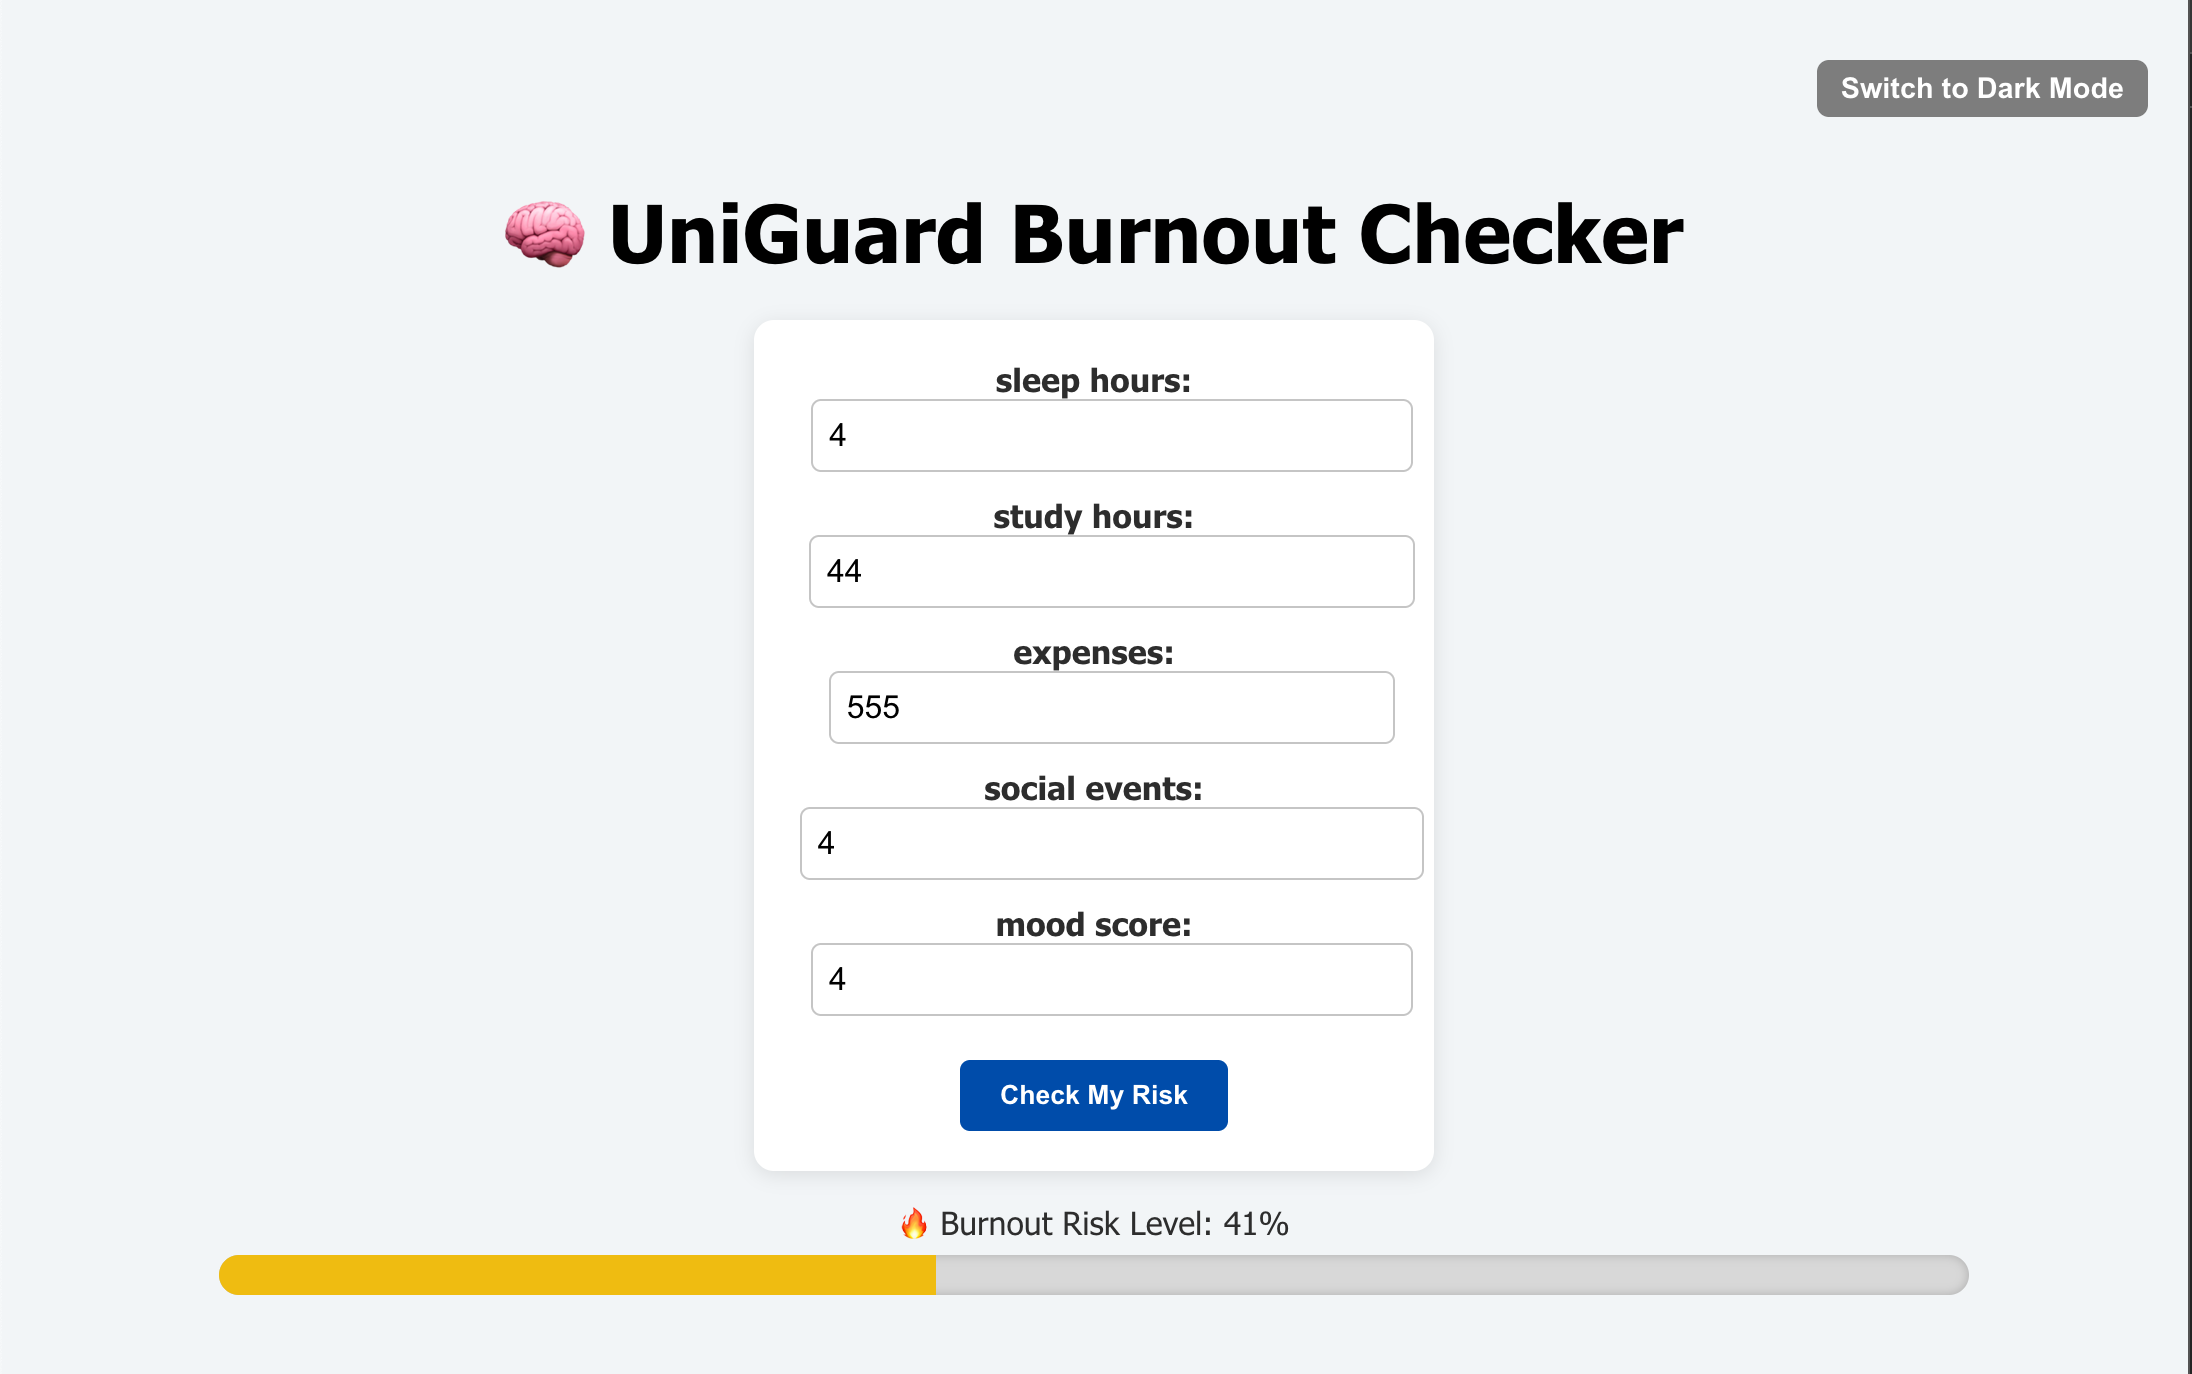 Switch to Dark Mode
🧠 UniGuard Burnout Checker
sleep hours:
4
study hours:
44
expenses:
555
social events:
4
mood score:
4
Check My Risk
🔥 Burnout Risk Level: 41%